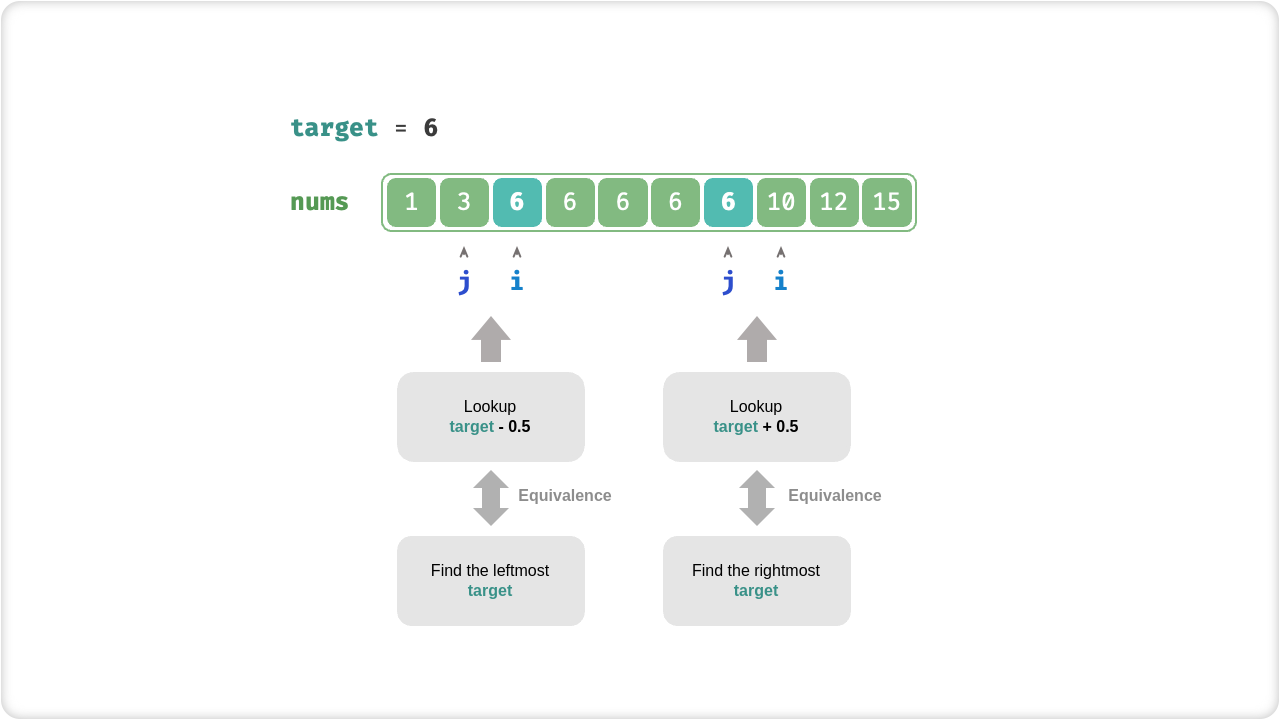 target = 6
nums 1 3 6 6 6 6 6 10 12 15
j i j i
Lookup
target - 0.5
Lookup
target + 0.5
Equivalence
Equivalence
Find the leftmost
target
Find the rightmost
target